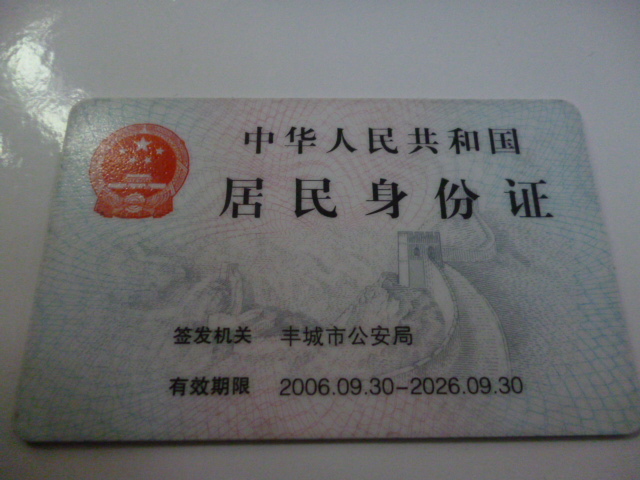 中华人民共和国
居民身份证
签发机关 丰城市公安局
有效期限 2006.09.30-2026.09.30